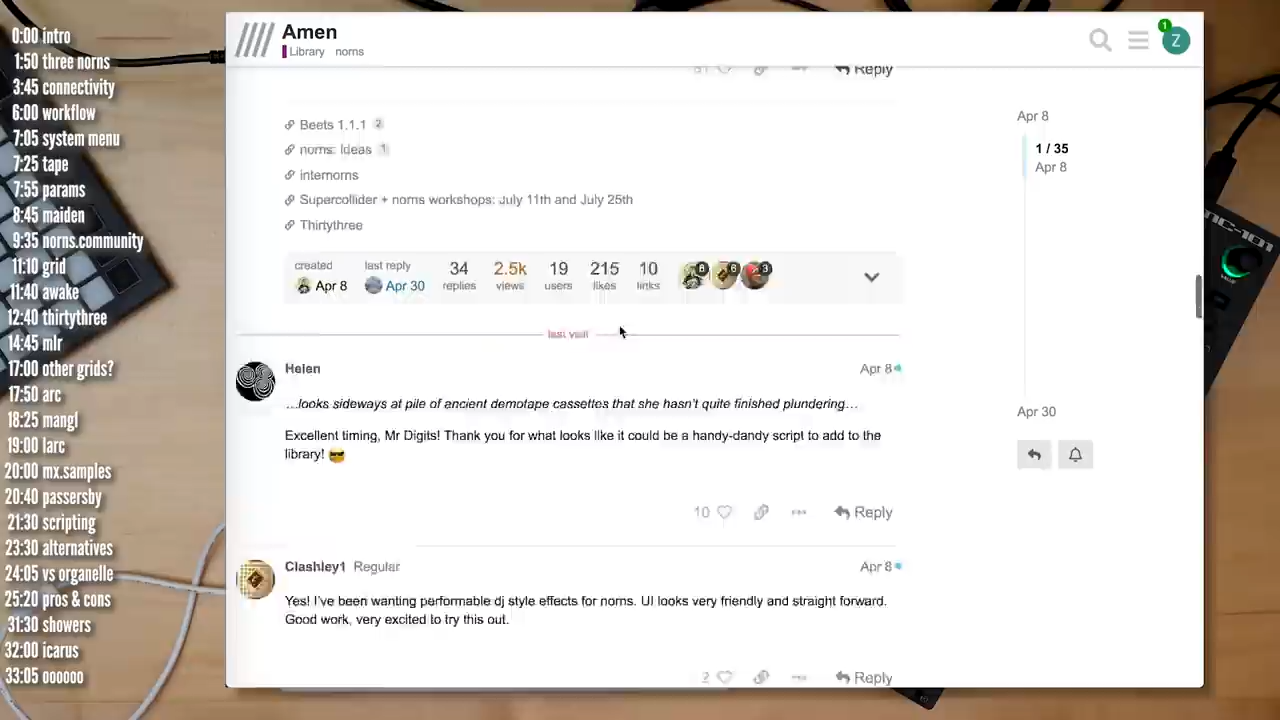 0:00 intro
1:50 three norns
3:45 connectivity
6:00 workflow
7:05 system menu
7:25 tape
7:55 params
8:45 maiden
9:35 norns.community
11:10 grid
11:40 awake
12:40 thirtythree
14:45 mlr
17:00 other grids?
17:50 arc
18:25 mangl
19:00 larc
20:00 mx.samples
20:40 passersby
21:30 scripting
23:30 alternatives
24:05 vs organelle
25:20 pros & cons
31:30 showers
32:00 icarus
33:05 oooooo
Amen
Library norns
1
Z
Reply
Beets 1.1.1 2
norns: Ideas 1
internorns
Supercollider + norns workshops: July 11th and July 25th
Thirtythree
created last reply 34 2.5k 19 215 10
Apr 8 Apr 30 replies views users likes links
8 6 3
last visit
Helen Apr 8
...looks sideways at pile of ancient demotape cassettes that she hasn't quite finished plundering...
Excellent timing, Mr Digits! Thank you for what looks like it could be a handy-dandy script to add to the
library!
10 Reply
Clashley1 Regular Apr 8
Yes! I've been wanting performable dj style effects for norns. UI looks very friendly and straight forward.
Good work, very excited to try this out.
2 Reply
Apr 8
1 / 35
Apr 8
Apr 30
MC-101
VALUE